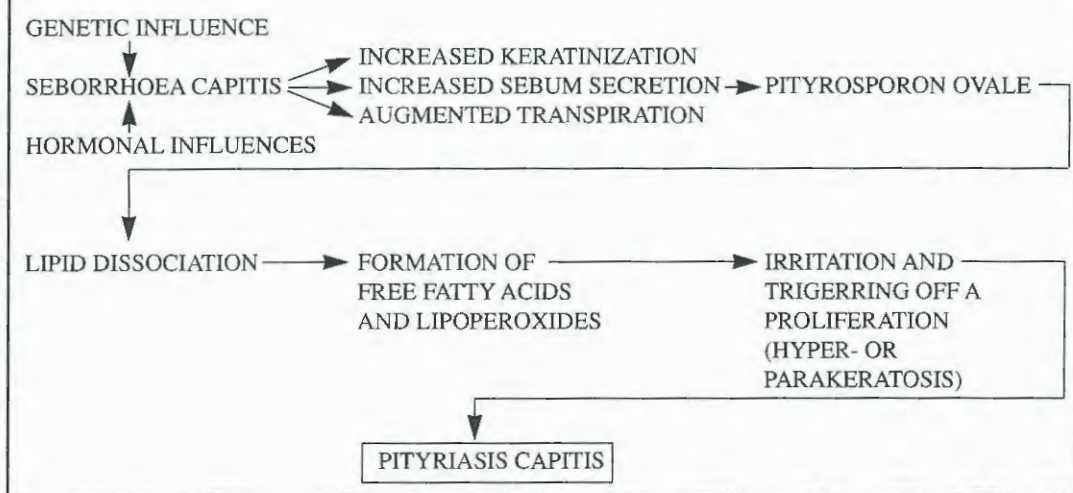 GENETIC INFLUENCE
INCREASED KERATINIZATION
SEBORRHOEA CAPITIS
INCREASED SEBUM SECRETION
PITYROSPORON OVALE
AUGMENTED TRANSPIRATION
HORMONAL INFLUENCES
LIPID DISSOCIATION
FORMATION OF
FREE FATTY ACIDS
AND LIPOPEROXIDES
IRRITATION AND
TRIGERRING OFF A
PROLIFERATION
(HYPER- OR
PARAKERATOSIS)
PITYRIASIS CAPITIS